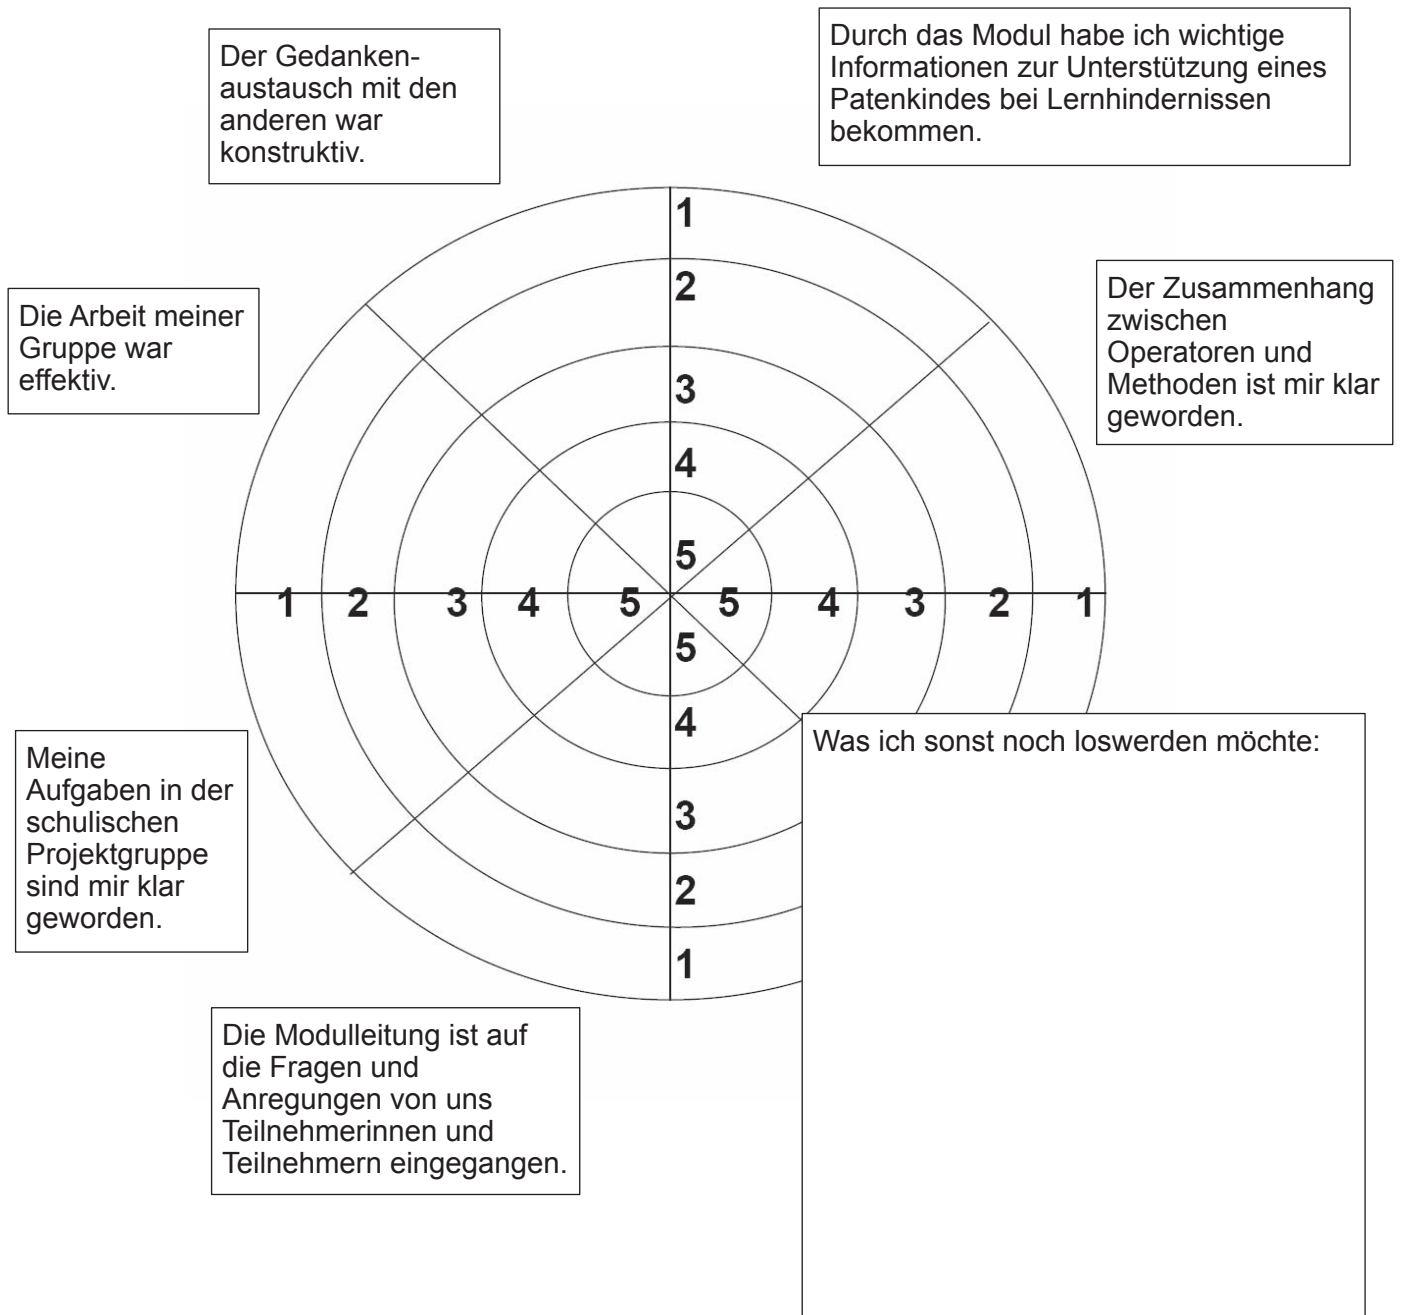 Der Gedanken-
austausch mit den
anderen war
konstruktiv.
Durch das Modul habe ich wichtige
Informationen zur Unterstützung eines
Patenkindes bei Lernhindernissen
bekommen.
Die Arbeit meiner
Gruppe war
effektiv.
Der Zusammenhang
zwischen
Operatoren und
Methoden ist mir klar
geworden.
1
2
3
4
5
1 2 3 4 5 5 4 3 2 1
5
4
3
2
1
Meine
Aufgaben in der
schulischen
Projektgruppe
sind mir klar
geworden.
Was ich sonst noch loswerden möchte:
Die Modulleitung ist auf
die Fragen und
Anregungen von uns
Teilnehmerinnen und
Teilnehmern eingegangen.